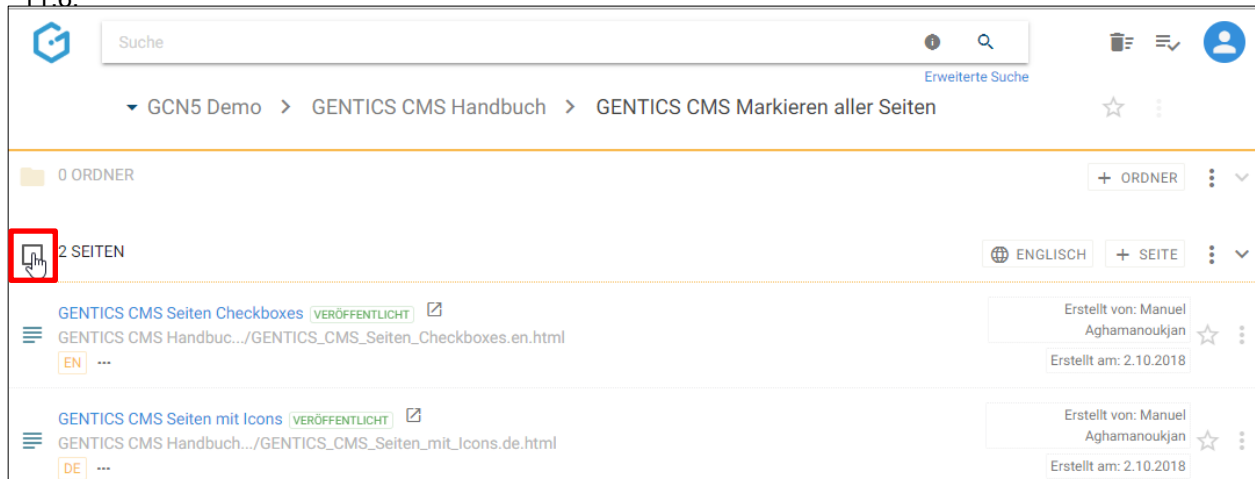 Suche
Erweiterte Suche
GCN5 Demo > GENTICS CMS Handbuch > GENTICS CMS Markieren aller Seiten
0 ORDNER
+ ORDNER
2 SEITEN
ENGLISCH
+ SEITE
GENTICS CMS Seiten Checkboxes VERÖFFENTLICHT
GENTICS CMS Handbuc.../GENTICS_CMS_Seiten_Checkboxes.en.html
EN ...
Erstellt von: Manuel
Aghamanoukjan
Erstellt am: 2.10.2018
GENTICS CMS Seiten mit Icons VERÖFFENTLICHT
GENTICS CMS Handbuch.../GENTICS_CMS_Seiten_mit_Icons.de.html
DE ...
Erstellt von: Manuel
Aghamanoukjan
Erstellt am: 2.10.2018